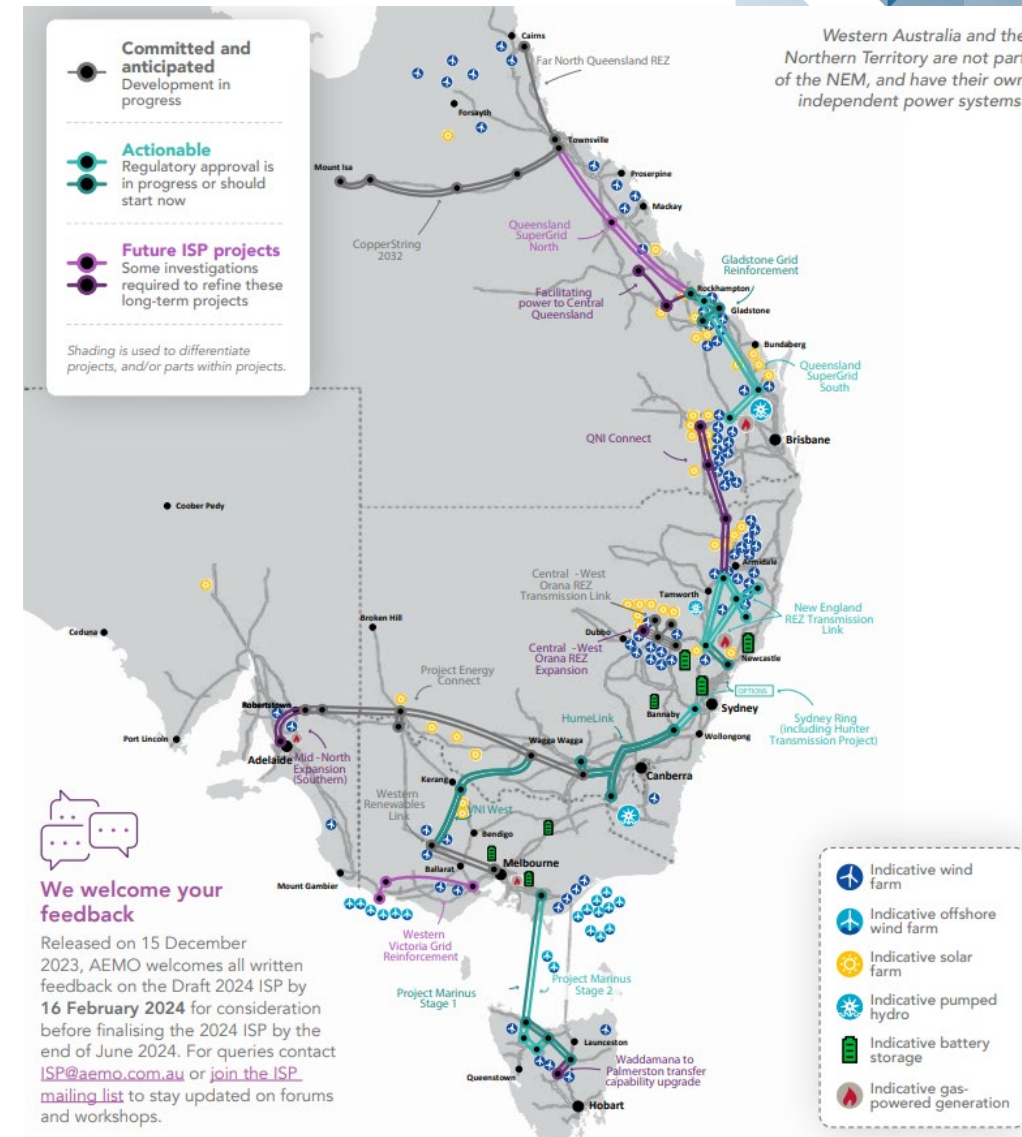 Committed and
anticipated
Development in
progress
Actionable
Regulatory approval is
in progress or should
start now
Future ISP projects
Some investigations
required to refine these
long-term projects
Shading is used to differentiate
projects, and/or parts within projects.
Western Australia and the
Northern Territory are not part
of the NEM, and have their own
independent power systems
Cairns
Far North Queensland REZ
Forsayth
Townsville
Mount Isa
Proserpine
Mackay
CopperString
2032
Queensland
SuperGrid
North
Gladstone Grid
Reinforcement
Facilitating
power to Central
Queensland
Rockhampton
Gladstone
Bundaberg
Queensland
SuperGrid
South
QNI Connect
Brisbane
Coober Pedy
Armidale
Central -West
Orana REZ
Transmission Link
Tamworth
New England
REZ Transmission
Link
Broken Hill
Ceduna
Dubbo
Central -West
Orana REZ
Expansion
Newcastle
Project Energy
Connect
OPTIONS
Robertstown
HumeLink
Bannaby
Sydney
Sydney Ring
(including Hunter
Transmission Project)
Port Lincoln
Wagga Wagga
Wollongong
Adelaide
Mid -North
Expansion
(Southern)
Kerang
Canberra
Western
Renewables
Link
VNI West
Bendigo
Melbourne
Ballarat
Mount Gambier
Western
Victoria Grid
Reinforcement
Project Marinus
Stage 1
Project Marinus
Stage 2
Launceston
Queenstown
Waddamana to
Palmerston transfer
capability upgrade
Hobart
We welcome your
feedback
Released on 15 December
2023, AEMO welcomes all written
feedback on the Draft 2024 ISP by
16 February 2024 for consideration
before finalising the 2024 ISP by the
end of June 2024. For queries contact
ISP@aemo.com.au or join the ISP
mailing list to stay updated on forums
and workshops.
Indicative wind
farm
Indicative offshore
wind farm
Indicative solar
farm
Indicative pumped
hydro
Indicative battery
storage
Indicative gas-
powered generation